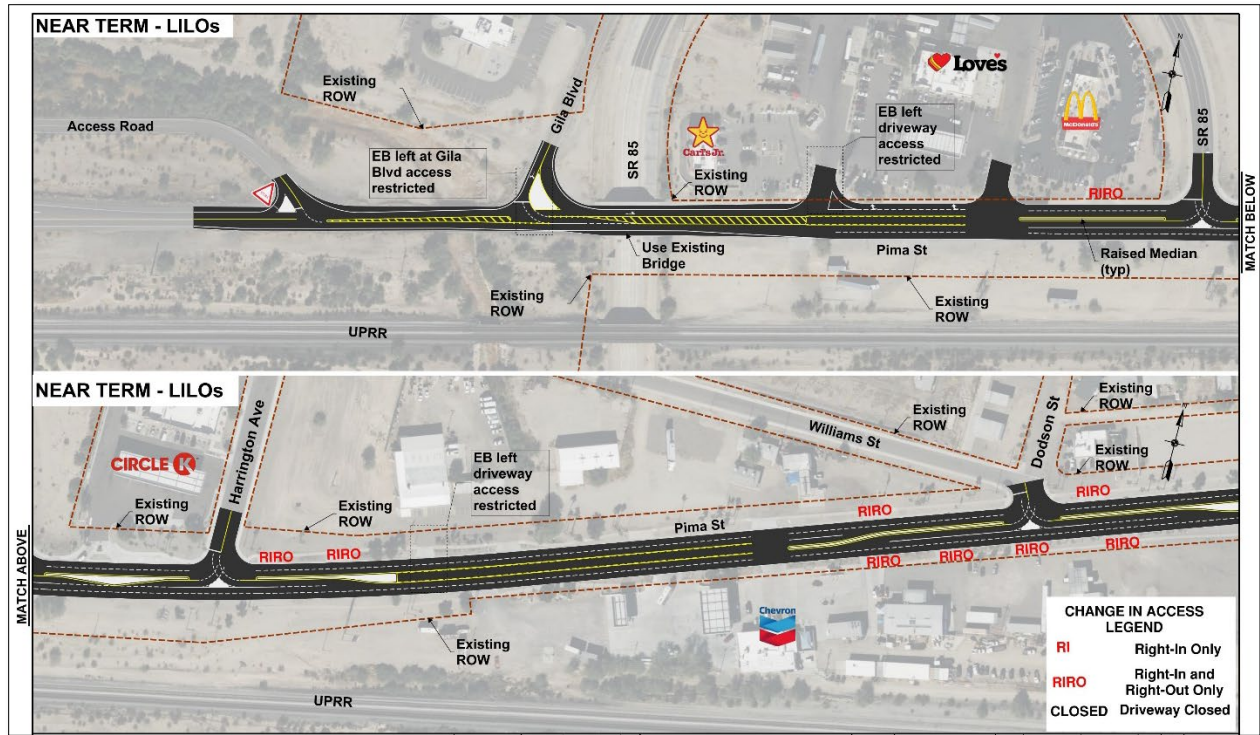 NEAR TERM - LILOs
Existing
ROW
Access Road
EB left at Gila
Blvd access
restricted
Gila Blvd
SR 85
Carl's Jr.
Existing
ROW
EB left
driveway
access
restricted
Love's
McDonald's
N
SR 85
RIRO
MATCH BELOW
Use Existing
Bridge
Pima St
Raised Median
(typ)
Existing
ROW
Existing
ROW
UPRR
NEAR TERM - LILOs
CIRCLE K
Harrington Ave
Existing
ROW
Existing
ROW
RIRO
RIRO
EB left
driveway
access
restricted
Williams St
Existing
ROW
Dodson St
Existing
ROW
Existing
ROW
N
RIRO
RIRO
Pima St
RIRO
RIRO
RIRO
RIRO
MATCH ABOVE
Existing
ROW
Chevron
UPRR
CHANGE IN ACCESS
LEGEND
RI Right-In Only
RIRO Right-In and
Right-Out Only
CLOSED Driveway Closed